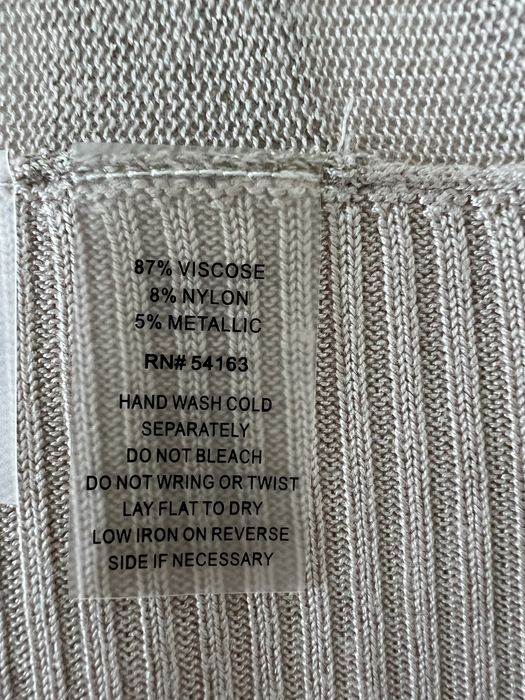 87% VISCOSE
8% NYLON
5% METALLIC
RN# 54163
HAND WASH COLD
SEPARATELY
DO NOT BLEACH
DO NOT WRING OR TWIST
LAY FLAT TO DRY
LOW IRON ON REVERSE
SIDE IF NECESSARY